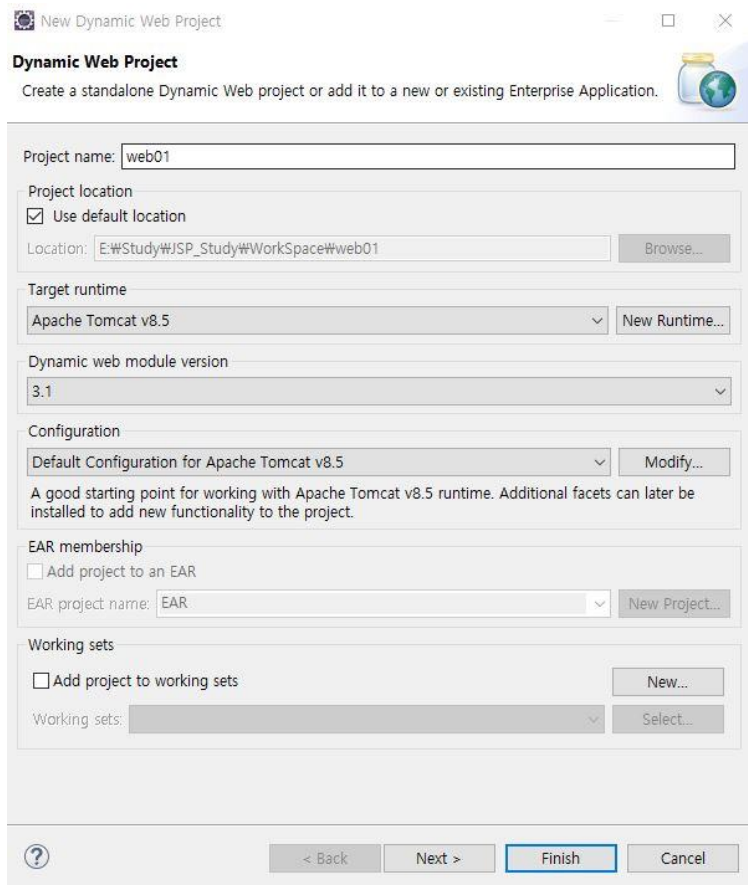 New Dynamic Web Project
Dynamic Web Project
Create a standalone Dynamic Web project or add it to a new or existing Enterprise Application.
Project name: web01
Project location
Use default location
Location: E:₩Study₩JSP_Study₩WorkSpace₩web01 Browse...
Target runtime
Apache Tomcat v8.5 New Runtime...
Dynamic web module version
3.1
Configuration
Default Configuration for Apache Tomcat v8.5 Modify...
A good starting point for working with Apache Tomcat v8.5 runtime. Additional facets can later be
installed to add new functionality to the project.
EAR membership
Add project to an EAR
EAR project name: EAR New Project...
Working sets
Add project to working sets New...
Working sets: Select...
? < Back Next > Finish Cancel